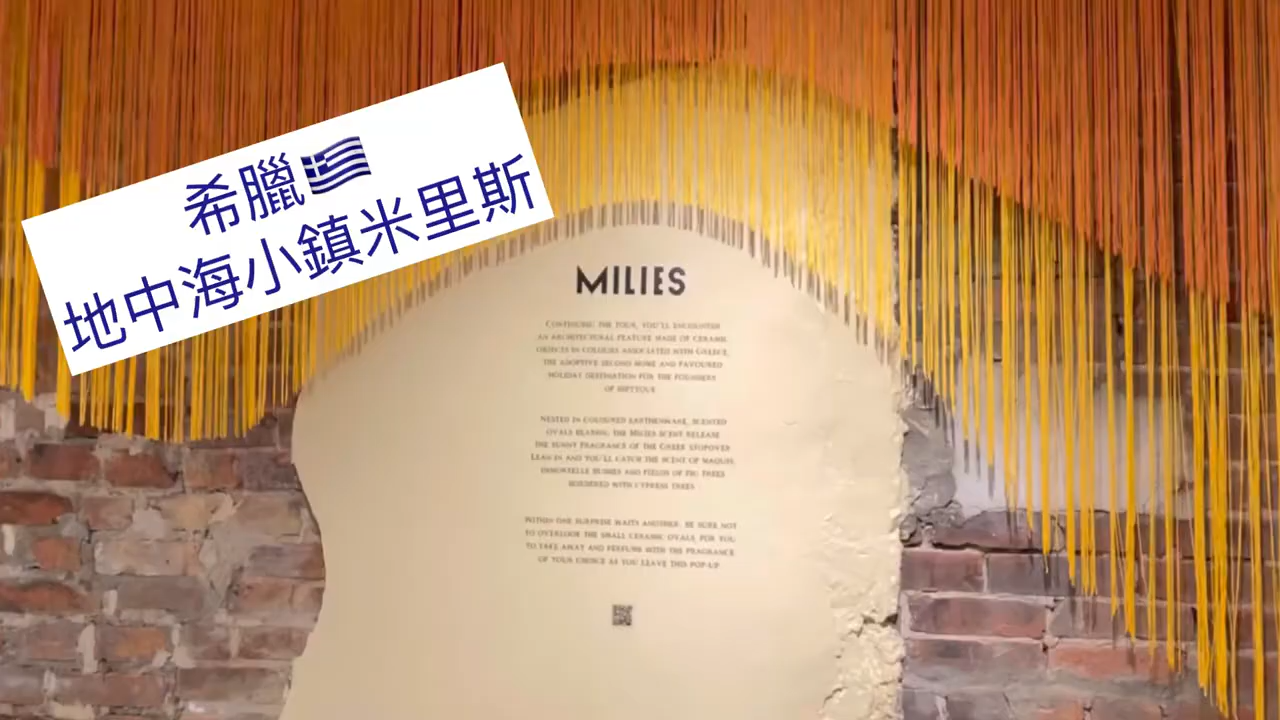 希臘🇬🇷
地中海小鎮米里斯
MILIES
CONTINUING THE TOUR, YOU'LL ENCOUNTER
AN ARCHITECTURAL FEATURE MADE OF CERAMIC
OBJECTS IN COLOURS ASSOCIATED WITH GREECE,
THE ADOPTIVE SECOND HOME AND FAVOURED
HOLIDAY DESTINATION FOR THE FOUNDERS
OF DIPTYQUE
NESTED IN COLOURED EARTHENWARE, SCENTED
OVALS BEARING THE MILIES SCENT RELEASE
THE SUNNY FRAGRANCE OF THE GREEK STOPOVER
LEAN IN AND YOU'LL CATCH THE SCENT OF MAQUIS,
IMMORTELLE BUSHES AND FIELDS OF FIG TREES
BORDERED WITH CYPRESS TREES
WITHIN ONE SURPRISE WAITS ANOTHER. BE SURE NOT
TO OVERLOOK THE SMALL CERAMIC OVALS, FOR YOU
TO TAKE AWAY AND PERFUME WITH THE FRAGRANCE
OF YOUR CHOICE AS YOU LEAVE THIS POP-UP